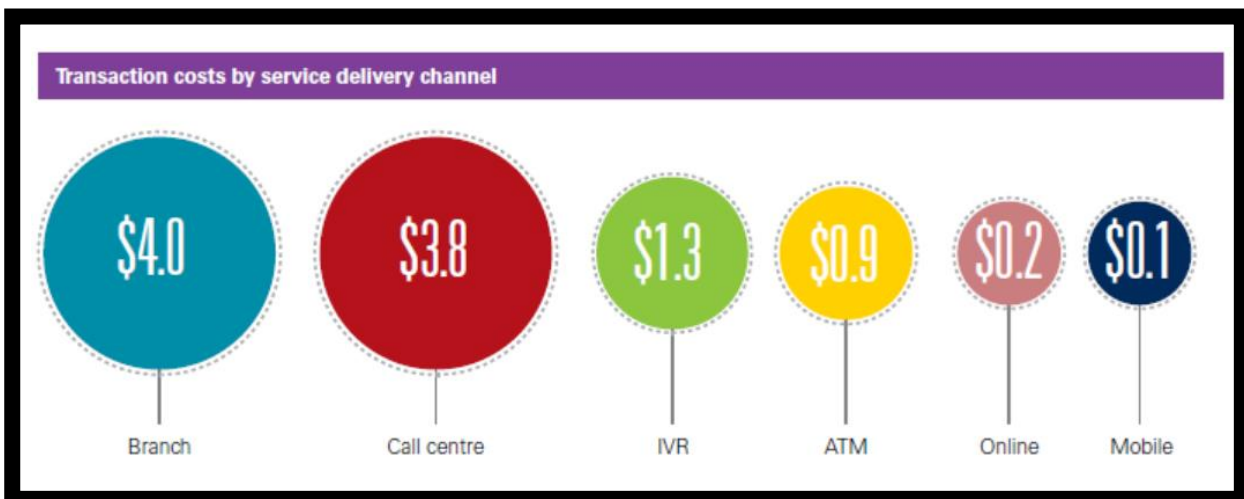 Transaction costs by service delivery channel
$4.0
$3.8
$1.3
$0.9
$0.2
$0.1
Branch
Call centre
IVR
ATM
Online
Mobile